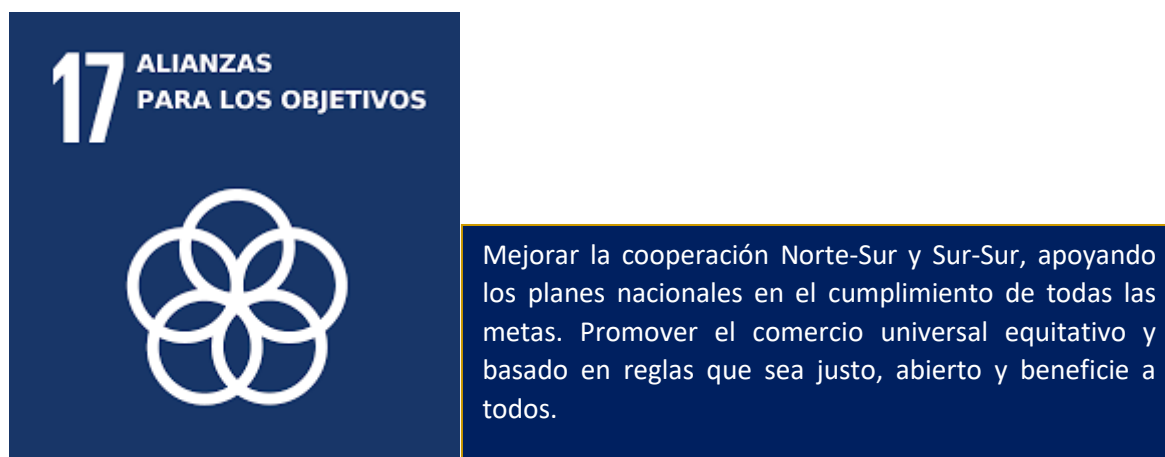 17
ALIANZAS
PARA LOS OBJETIVOS
Mejorar la cooperación Norte-Sur y Sur-Sur, apoyando
los planes nacionales en el cumplimiento de todas las
metas. Promover el comercio universal equitativo y
basado en reglas que sea justo, abierto y beneficie a
todos.